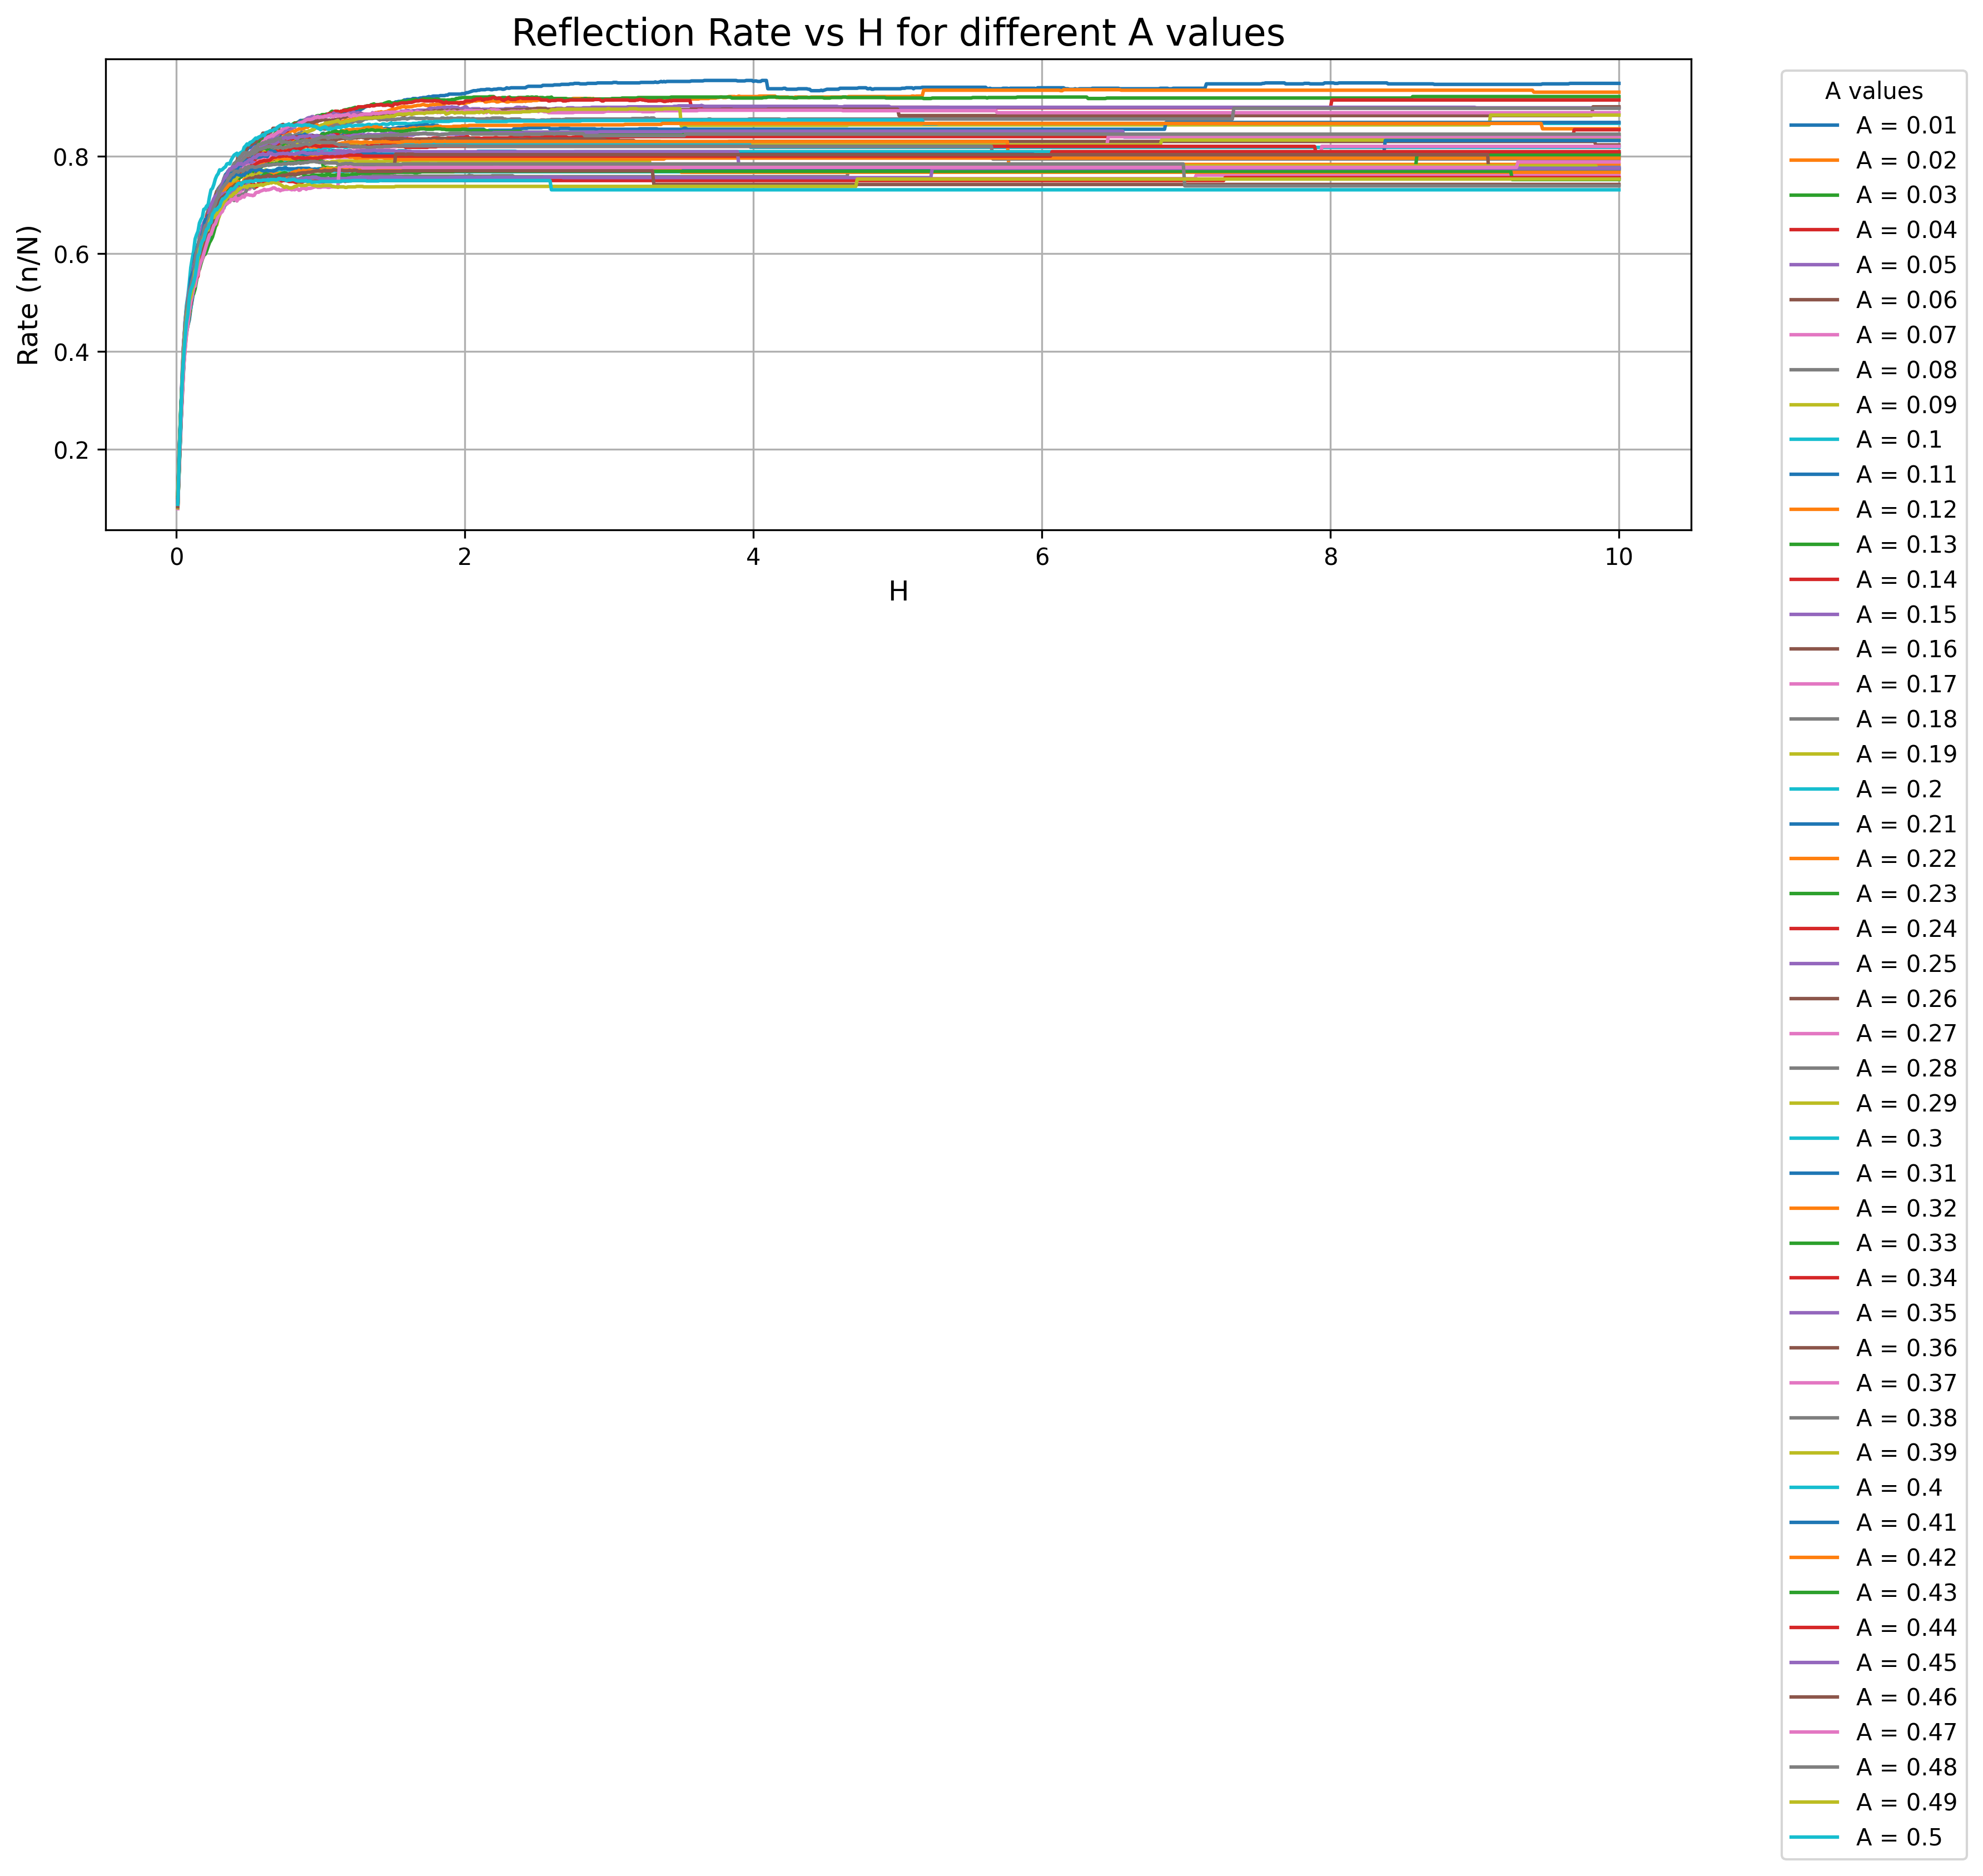 Reflection Rate vs H for different A values
Rate (n/N)
0.8
0.6
0.4
0.2
0 2 4 6 8 10
H
A values
A = 0.01
A = 0.02
A = 0.03
A = 0.04
A = 0.05
A = 0.06
A = 0.07
A = 0.08
A = 0.09
A = 0.1
A = 0.11
A = 0.12
A = 0.13
A = 0.14
A = 0.15
A = 0.16
A = 0.17
A = 0.18
A = 0.19
A = 0.2
A = 0.21
A = 0.22
A = 0.23
A = 0.24
A = 0.25
A = 0.26
A = 0.27
A = 0.28
A = 0.29
A = 0.3
A = 0.31
A = 0.32
A = 0.33
A = 0.34
A = 0.35
A = 0.36
A = 0.37
A = 0.38
A = 0.39
A = 0.4
A = 0.41
A = 0.42
A = 0.43
A = 0.44
A = 0.45
A = 0.46
A = 0.47
A = 0.48
A = 0.49
A = 0.5